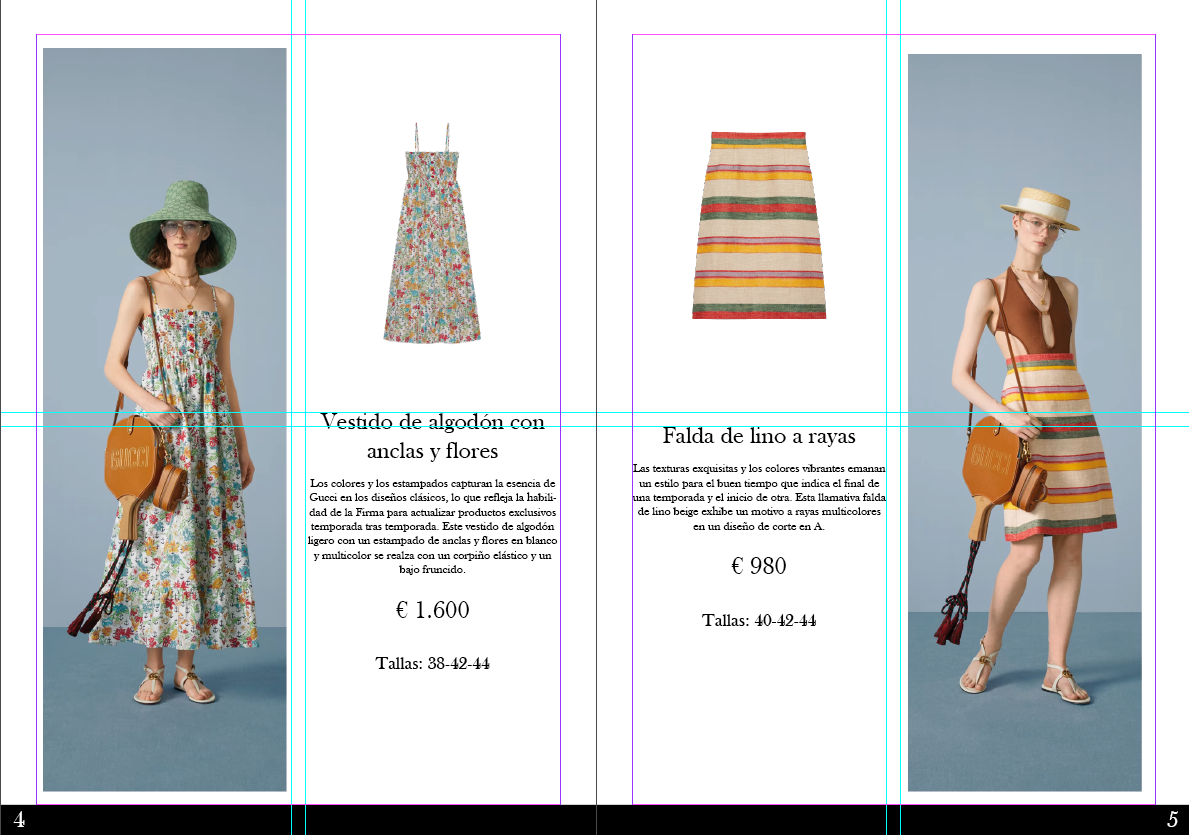 GUCCI
Vestido de algodón con
anclas y flores
Los colores y los estampados capturan la esencia de
Gucci en los diseños clásicos, lo que refleja la habili-
dad de la Firma para actualizar productos exclusivos
temporada tras temporada. Este vestido de algodón
ligero con un estampado de anclas y flores en blanco
y multicolor se realza con un corpiño elástico y un
bajo fruncido.
€ 1.600
Tallas: 38-42-44
4
Falda de lino a rayas
Las texturas exquisitas y los colores vibrantes emanan
un estilo para el buen tiempo que indica el final de
una temporada y el inicio de otra. Esta llamativa falda
de lino beige exhibe un motivo a rayas multicolores
en un diseño de corte en A.
€ 980
Tallas: 40-42-44
GUCCI
5